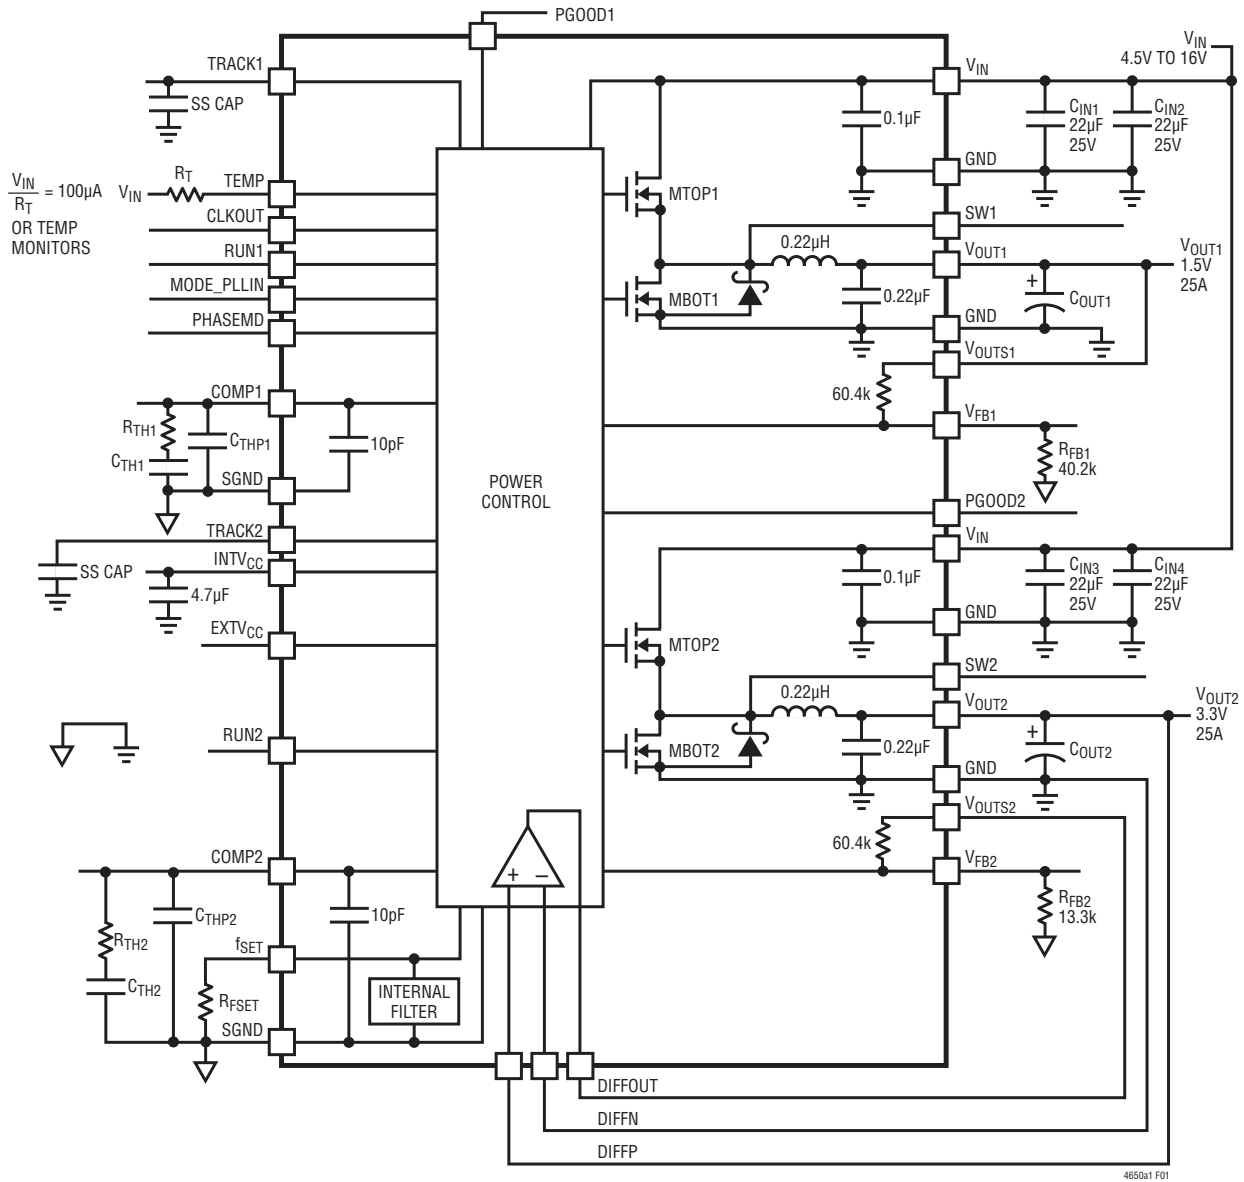 PGOOD1
TRACK1
SS CAP
V_IN
4.5V TO 16V
V_IN
0.1µF
C_IN1
22µF
25V
C_IN2
22µF
25V
GND
V_IN
R_T
= 100µA
OR TEMP
MONITORS
V_IN
R_T
TEMP
CLKOUT
RUN1
MODE_PLLIN
PHASEMD
MTOP1
SW1
0.22µH
V_OUT1
V_OUT1
1.5V
25A
MBOT1
0.22µF
+
C_OUT1
GND
V_OUTS1
60.4k
V_FB1
R_FB1
40.2k
COMP1
R_TH1
C_THP1
C_TH1
10pF
SGND
POWER
CONTROL
PGOOD2
TRACK2
SS CAP
INTV_CC
4.7µF
EXTV_CC
V_IN
0.1µF
C_IN3
22µF
25V
C_IN4
22µF
25V
GND
MTOP2
SW2
0.22µH
V_OUT2
V_OUT2
3.3V
25A
RUN2
MBOT2
0.22µF
+
C_OUT2
GND
V_OUTS2
60.4k
V_FB2
R_FB2
13.3k
COMP2
+ −
C_THP2
10pF
R_TH2
C_TH2
f_SET
R_FSET
INTERNAL
FILTER
SGND
DIFFOUT
DIFFN
DIFFP
4650a1 F01